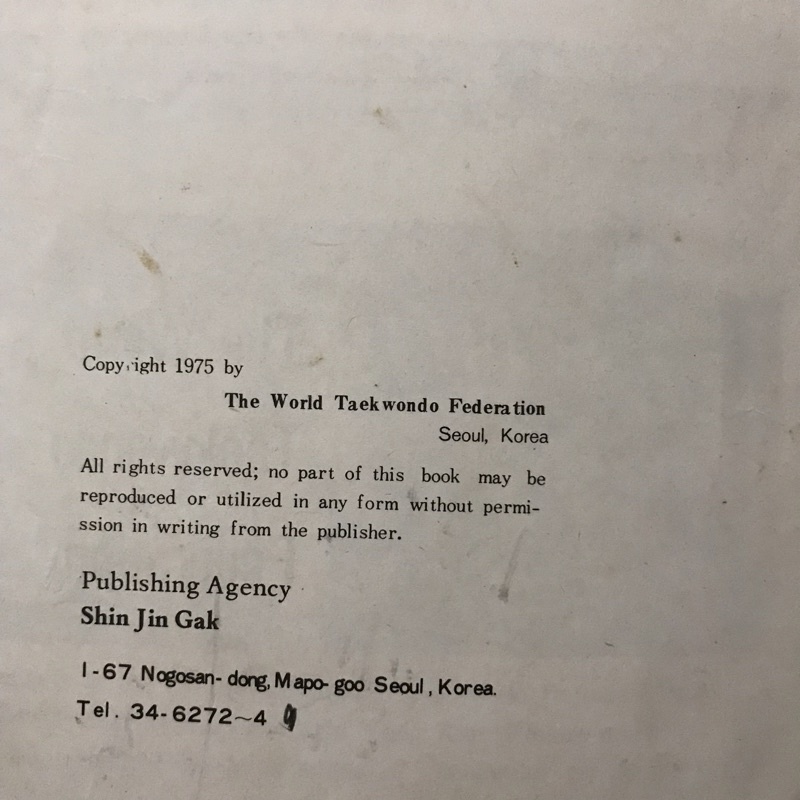 Copyright 1975 by
The World Taekwondo Federation
Seoul, Korea
All rights reserved; no part of this book may be
reproduced or utilized in any form without permi-
ssion in writing from the publisher.
Publishing Agency
Shin Jin Gak
1-67 Nogosan-dong, Mapo-goo Seoul, Korea.
Tel. 34-6272~4